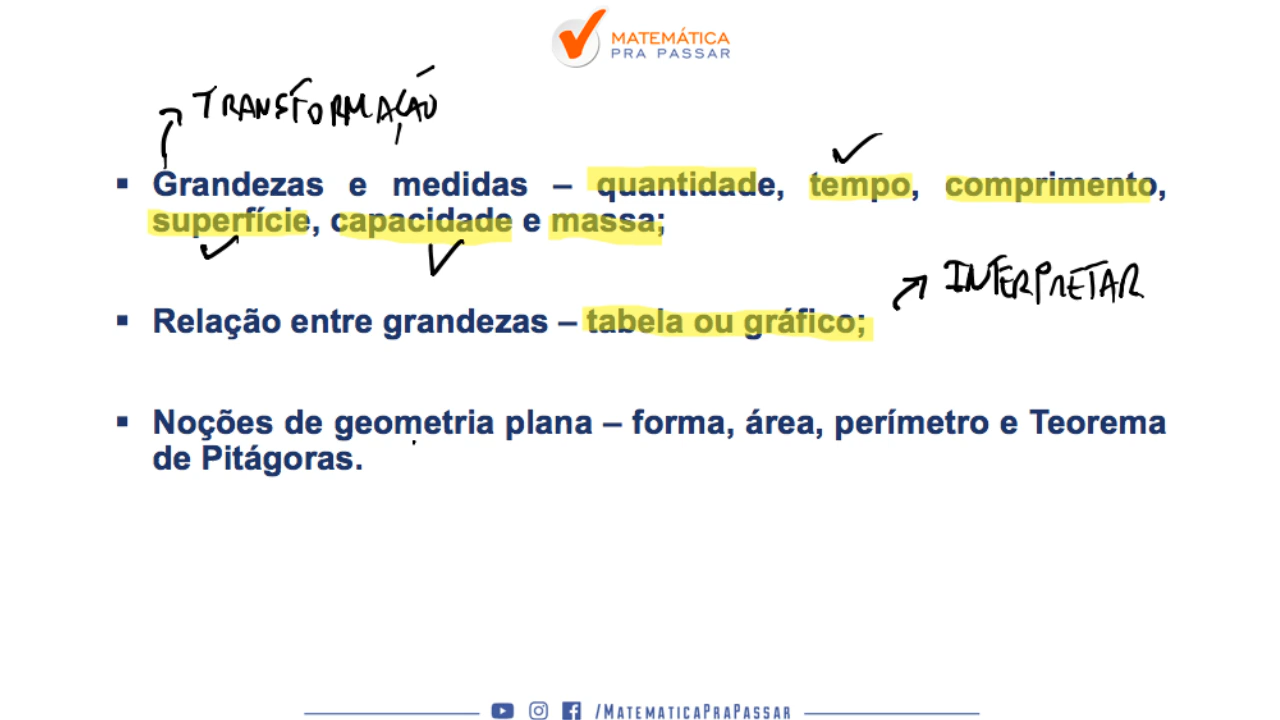 MATEMÁTICA
PRA PASSAR
TRANSFORMAÇÃO
▪ Grandezas e medidas – quantidade, tempo, comprimento,
superfície, capacidade e massa;
INTERPRETAR
▪ Relação entre grandezas – tabela ou gráfico;
▪ Noções de geometria plana – forma, área, perímetro e Teorema
de Pitágoras.
/MATEMATICAPRAPASSAR